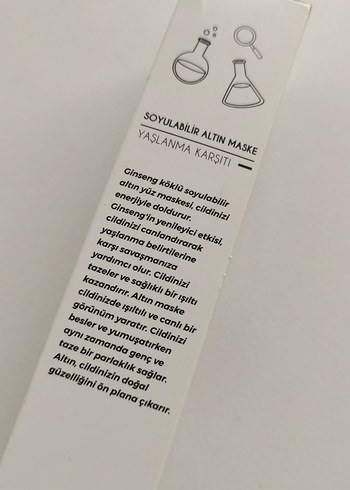 SOYULABİLİR ALTIN MASKE
YAŞLANMA KARŞITI
Ginseng köklü soyulabilir
altın yüz maskesi, cildinizi
enerjiyle doldurur.
Ginseng'in yenileyici etkisi,
cildinizi canlandırarak
yaşlanma belirtilerine
karşı savaşmanıza
yardımcı olur. Cildinizi
tazeler ve sağlıklı bir ışıltı
kazandırır. Altın maske
cildinizde ışıltılı ve canlı bir
görünüm yaratır. Cildinizi
besler ve yumuşatırken
aynı zamanda genç ve
taze bir parlaklık sağlar.
Altın, cildinizin doğal
güzelliğini ön plana çıkarır.